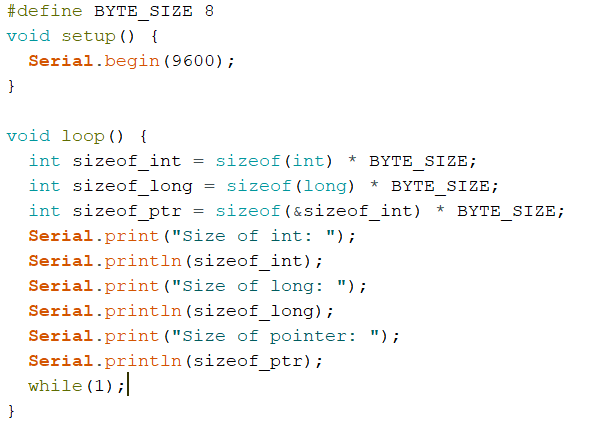 #define BYTE_SIZE 8
void setup() {
  Serial.begin(9600);
}

void loop() {
  int sizeof_int = sizeof(int) * BYTE_SIZE;
  int sizeof_long = sizeof(long) * BYTE_SIZE;
  int sizeof_ptr = sizeof(&sizeof_int) * BYTE_SIZE;
  Serial.print("Size of int: ");
  Serial.println(sizeof_int);
  Serial.print("Size of long: ");
  Serial.println(sizeof_long);
  Serial.print("Size of pointer: ");
  Serial.println(sizeof_ptr);
  while(1);
}